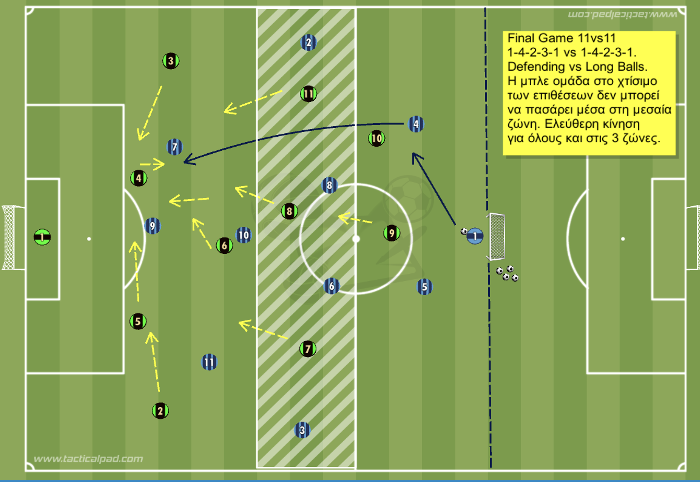 www.tacticalpad.com
Final Game 11vs11
1-4-2-3-1 vs 1-4-2-3-1.
Defending vs Long Balls.
Η μπλε ομάδα στο χτίσιμο
των επιθέσεων δεν μπορεί
να πασάρει μέσα στη μεσαία
ζώνη. Ελεύθερη κίνηση
για όλους και στις 3 ζώνες.
2
3
11
4
10
7
4
8
8
9
1
10
6
9
1
6
5
5
7
11
2
3
www.tacticalpad.com